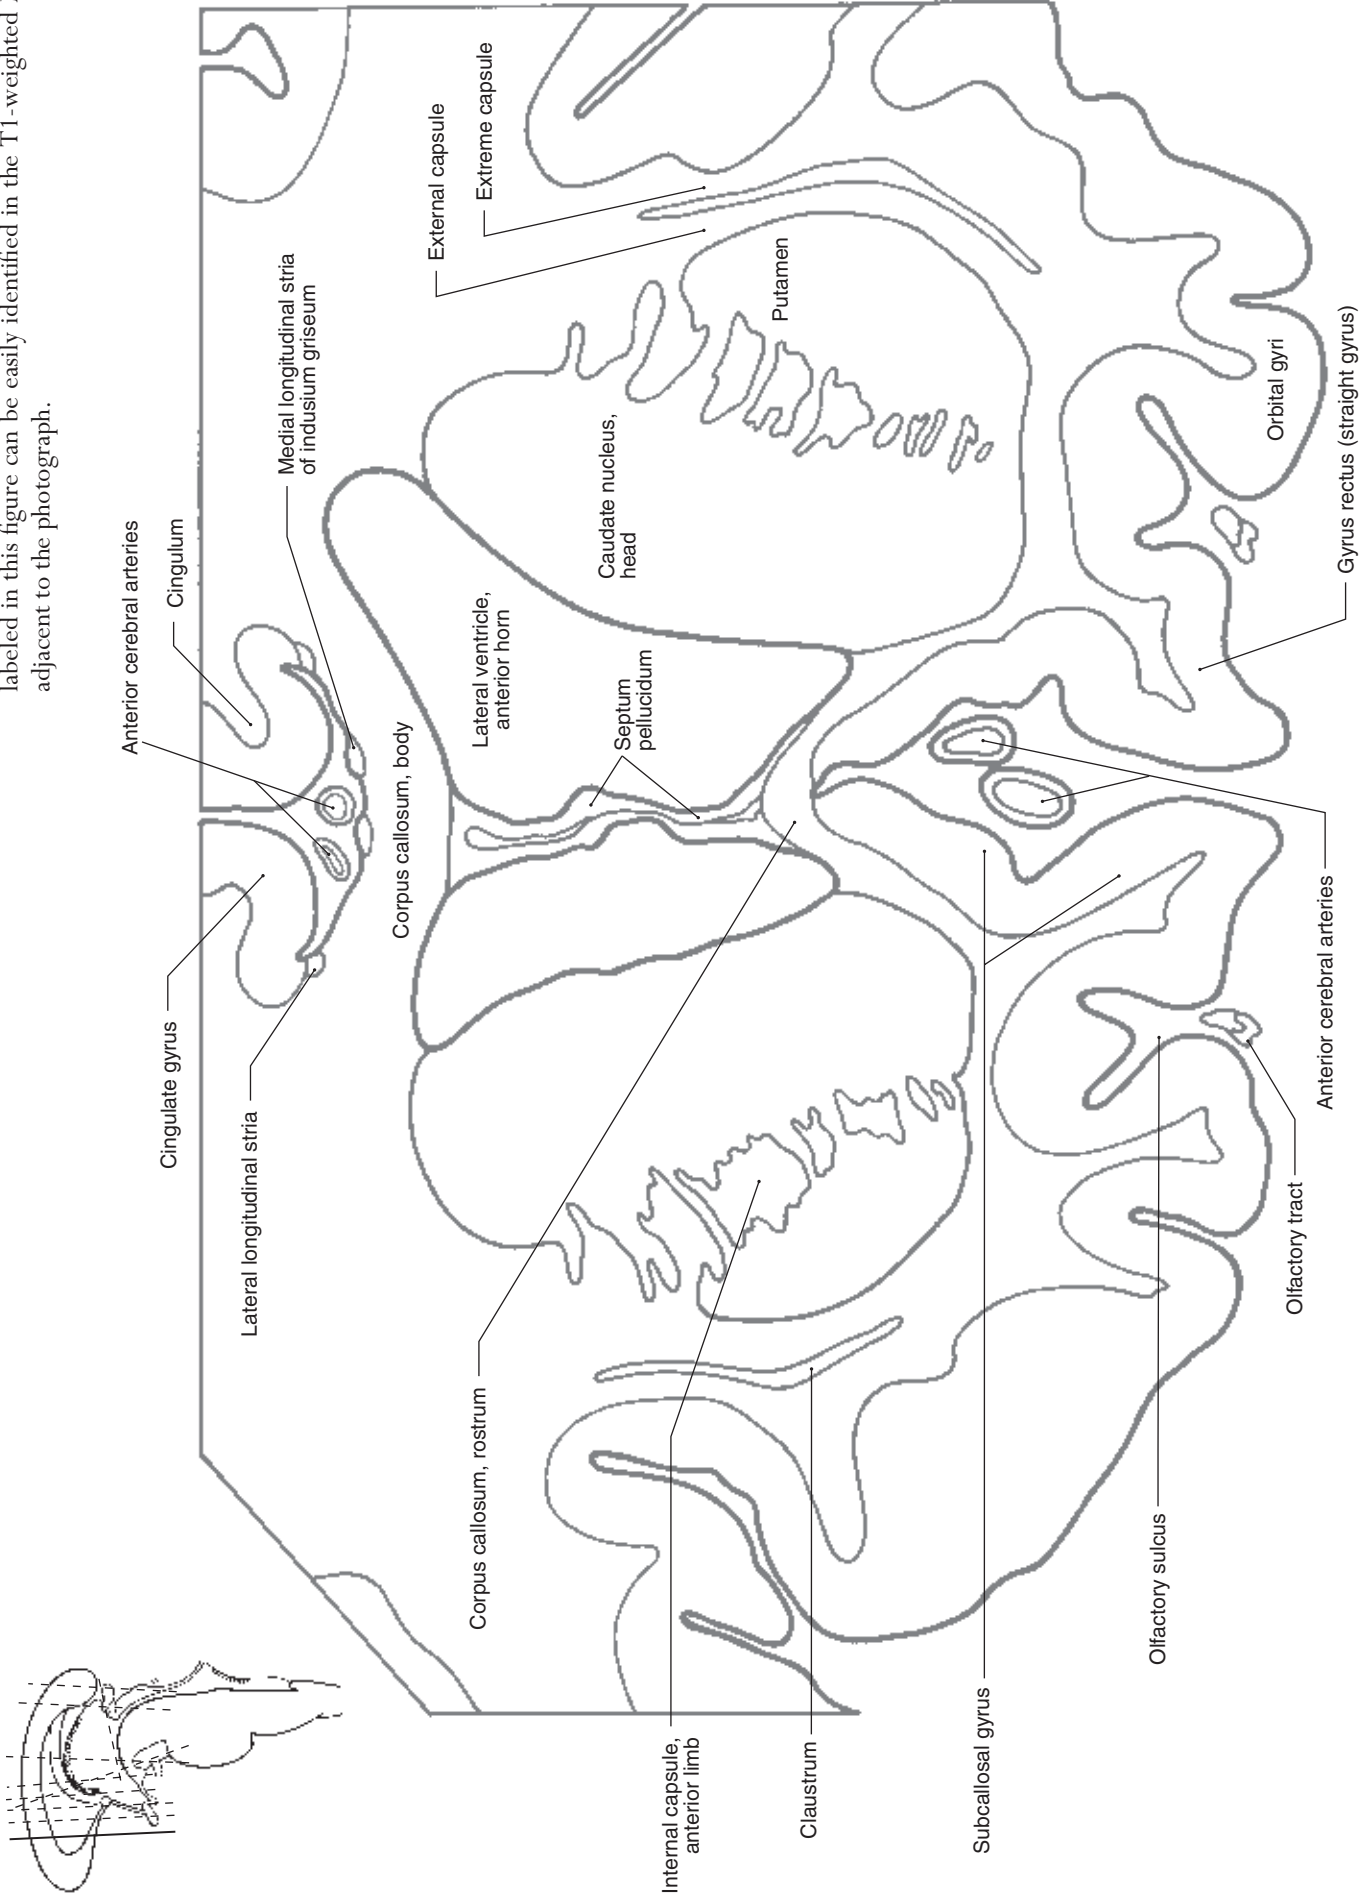 labeled in this figure can be easily identified in the T1-weighted
adjacent to the photograph.
Anterior cerebral arteries
Cingulum
Medial longitudinal stria
of indusium griseum
External capsule
Extreme capsule
Cingulate gyrus
Lateral longitudinal stria
Corpus callosum, body
Lateral ventricle,
anterior horn
Septum
pellucidum
Caudate nucleus,
head
Putamen
Corpus callosum, rostrum
Internal capsule,
anterior limb
Claustrum
Subcallosal gyrus
Olfactory sulcus
Olfactory tract
Anterior cerebral arteries
Orbital gyri
Gyrus rectus (straight gyrus)